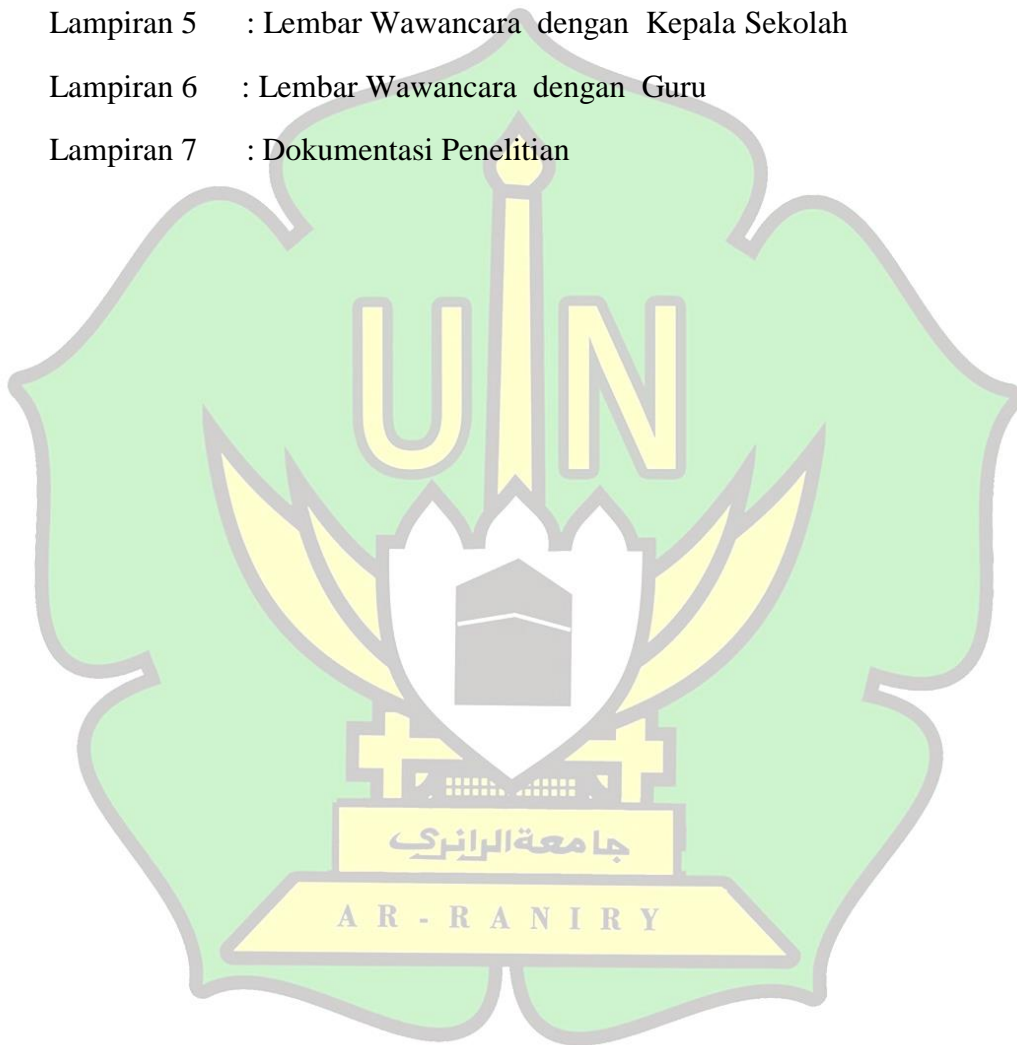 Lampiran 5 : Lembar Wawancara dengan Kepala Sekolah
Lampiran 6 : Lembar Wawancara dengan Guru
Lampiran 7 : Dokumentasi Penelitian
UIN
جامعةالرانري
AR-RANIRY